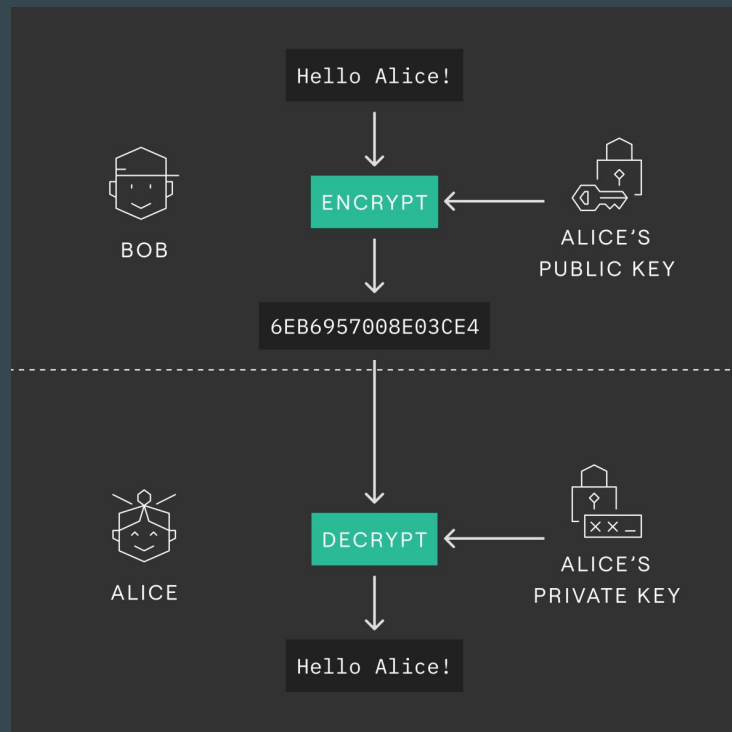 Hello Alice!
ENCRYPT
BOB
ALICE'S
PUBLIC KEY
6EB6957008E03CE4
DECRYPT
ALICE
ALICE'S
PRIVATE KEY
Hello Alice!